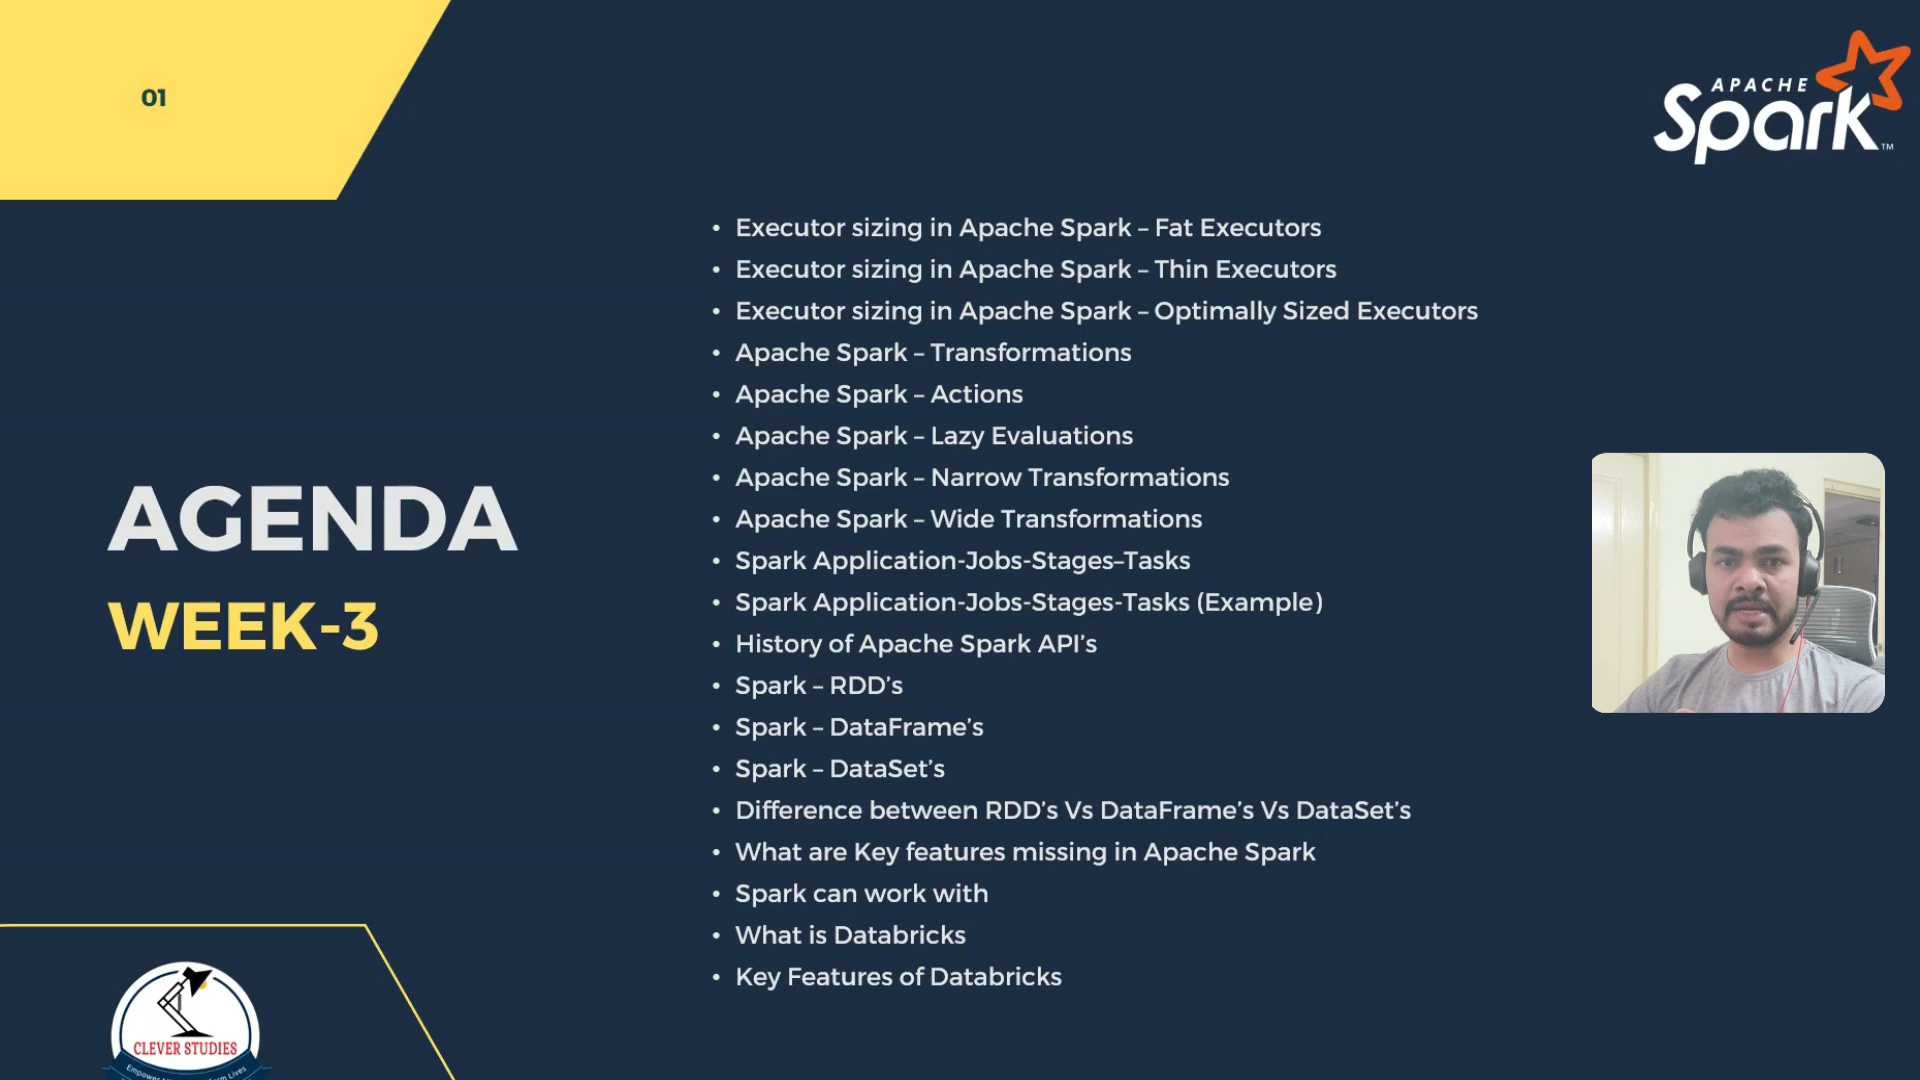 01
APACHE
Spark™
• Executor sizing in Apache Spark – Fat Executors
• Executor sizing in Apache Spark – Thin Executors
• Executor sizing in Apache Spark – Optimally Sized Executors
• Apache Spark – Transformations
• Apache Spark – Actions
• Apache Spark – Lazy Evaluations
• Apache Spark – Narrow Transformations
• Apache Spark – Wide Transformations
• Spark Application-Jobs-Stages–Tasks
• Spark Application-Jobs-Stages-Tasks (Example)
• History of Apache Spark API's
• Spark – RDD's
• Spark – DataFrame's
• Spark – DataSet's
• Difference between RDD's Vs DataFrame's Vs DataSet's
• What are Key features missing in Apache Spark
• Spark can work with
• What is Databricks
• Key Features of Databricks
AGENDA
WEEK-3
CLEVER STUDIES
Lives